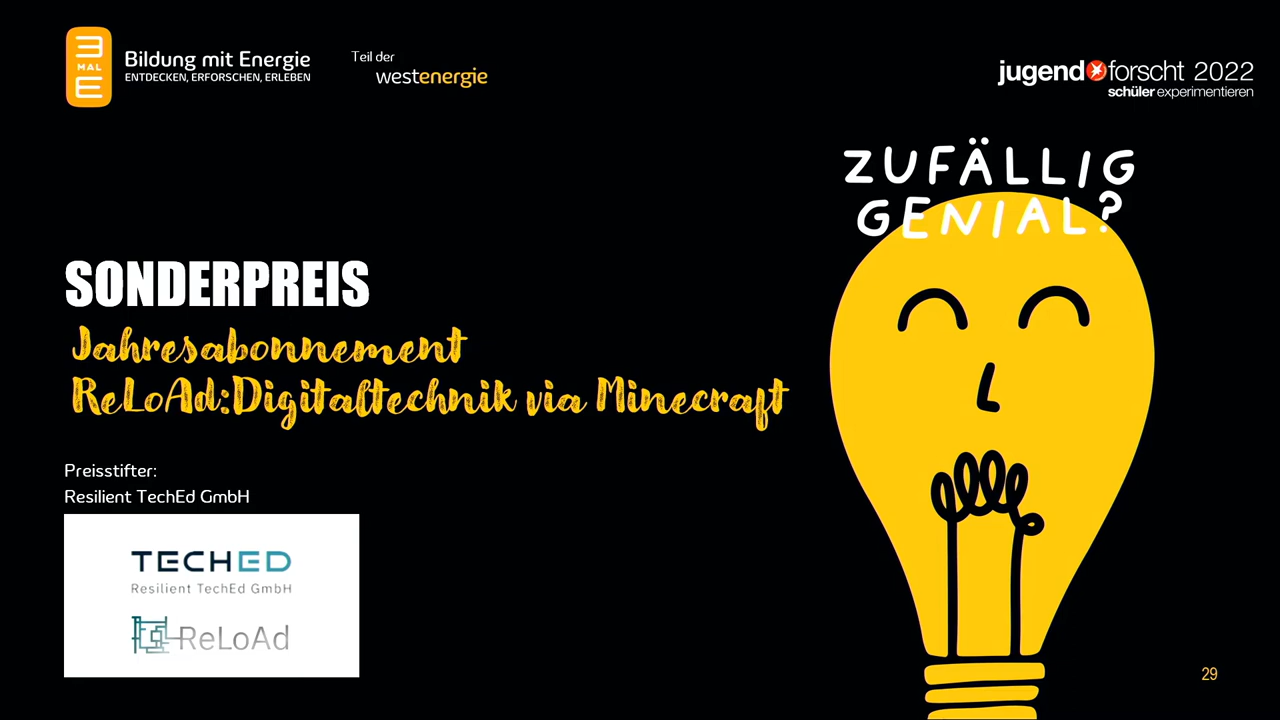 3
MAL
E
Bildung mit Energie
ENTDECKEN, ERFORSCHEN, ERLEBEN
Teil der
westenergie
jugend forscht 2022
schüler experimentieren
ZUFÄLLIG
GENIAL?
SONDERPREIS
Jahresabonnement
ReLoAd:Digitaltechnik via Minecraft
Preisstifter:
Resilient TechEd GmbH
TECHED
Resilient TechEd GmbH
ReLoAd
29